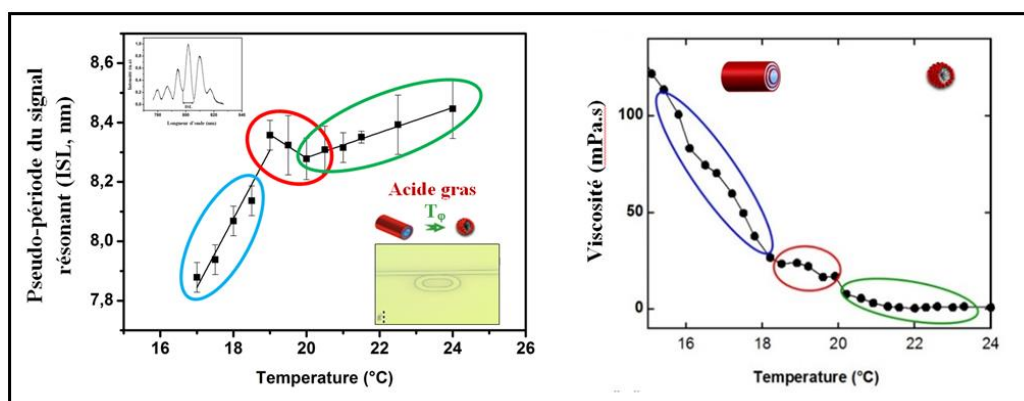 8,6
8,4
8,2
8,0
7,8
14
16
18
20
22
24
26
Temperature (°C)
Pseudo-période du signal
résonant (ISL, nm)
Longueur d'onde (nm)
ISL
Acide gras
Tφ
100
50
0
16
18
20
22
24
Temperature (°C)
Viscosité (mPa.s)